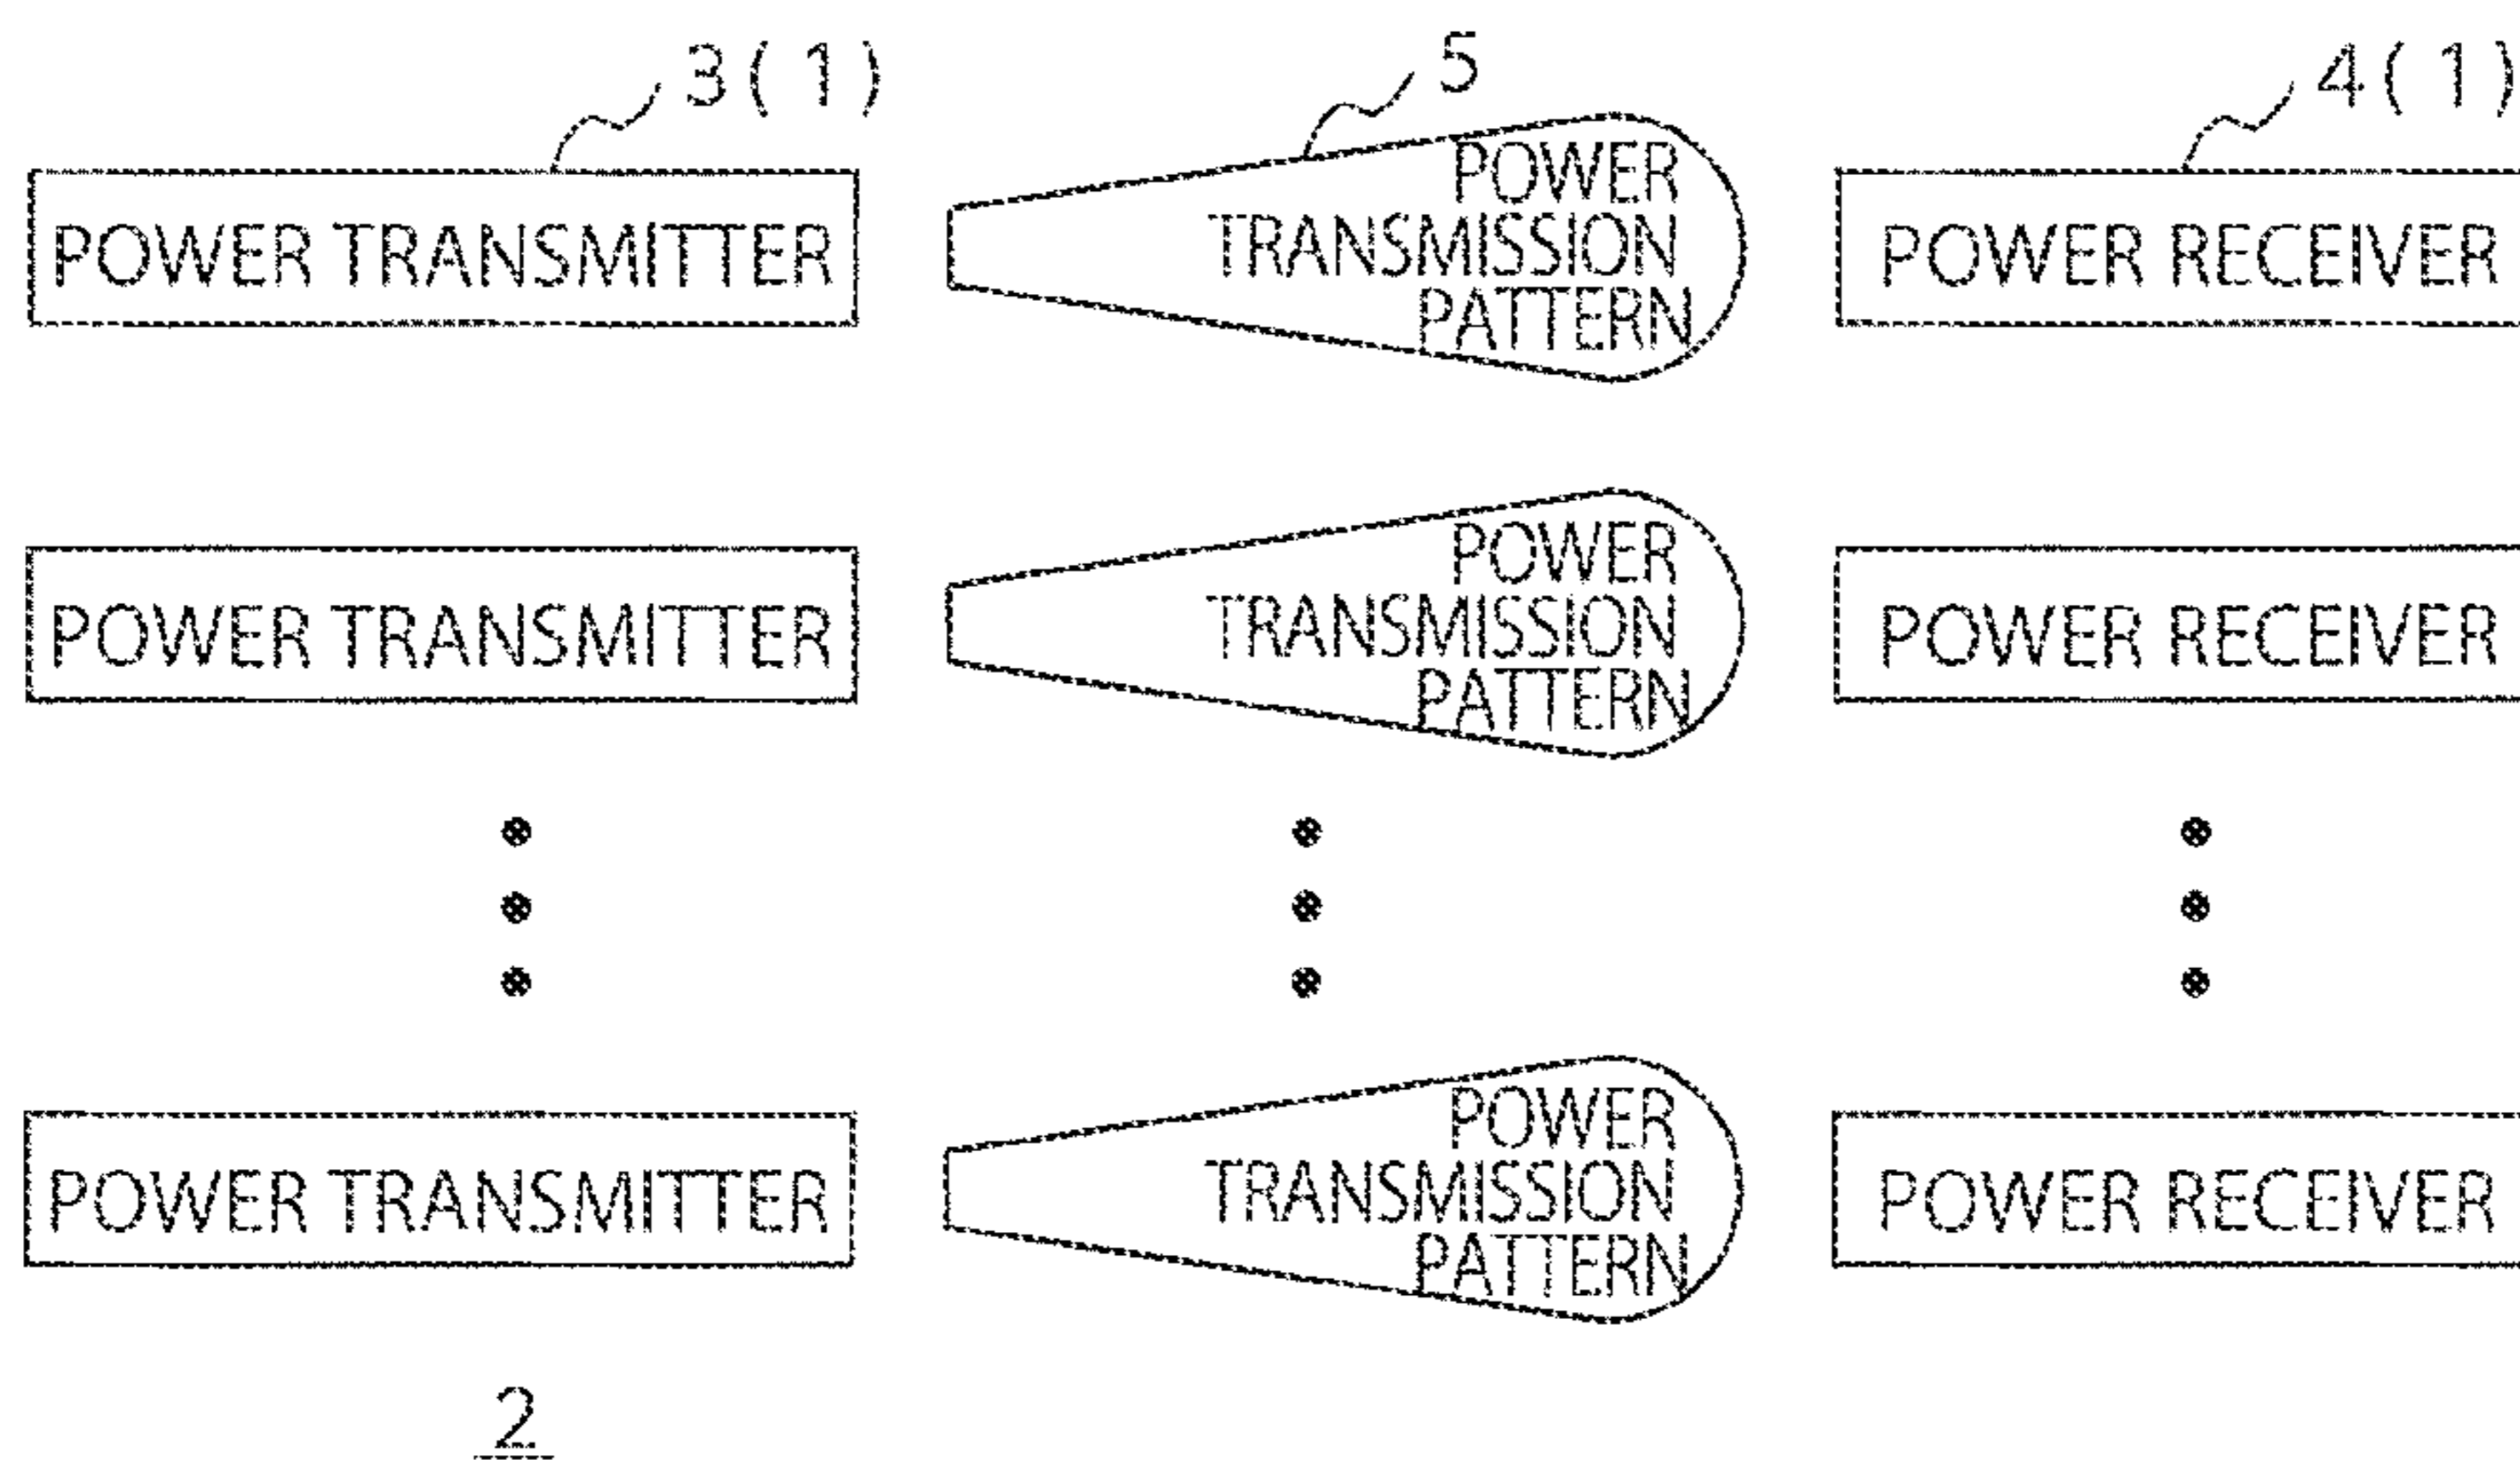 3(1)
5
4(1)
POWER TRANSMITTER
POWER
TRANSMISSION
PATTERN
POWER RECEIVER
POWER TRANSMITTER
POWER
TRANSMISSION
PATTERN
POWER RECEIVER
POWER TRANSMITTER
POWER
TRANSMISSION
PATTERN
POWER RECEIVER
2